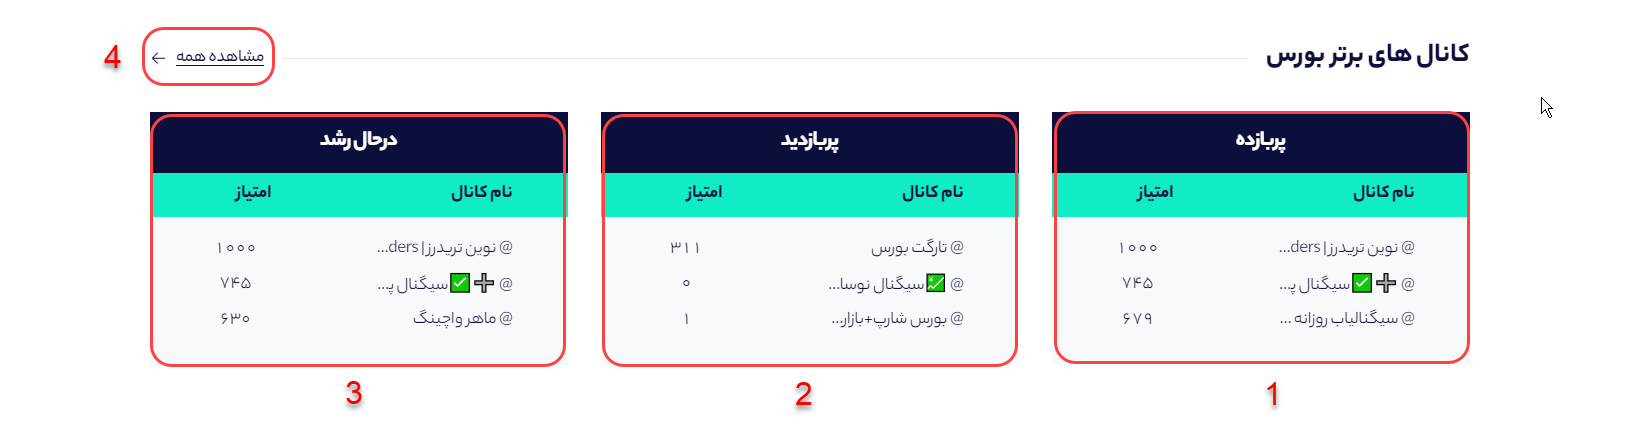 کانال های برتر بورس
مشاهده همه ←
4
پربازده
نام کانال امتیاز
@ نوین تریدرز | ders... ۱۰۰۰
@ ➕✅سیگنال پ... ۷۴۵
@ سیگنالیاب روزانه ... ۶۷۹
1
پربازدید
نام کانال امتیاز
@ تارگت بورس ۳۱۱
@ 💹سیگنال نوسا... ۰
@ بورس شارپ+بازار... ۱
2
درحال رشد
نام کانال امتیاز
@ نوین تریدرز | ders... ۱۰۰۰
@ ➕✅سیگنال پ... ۷۴۵
@ ماهر واچینگ ۶۳۰
3